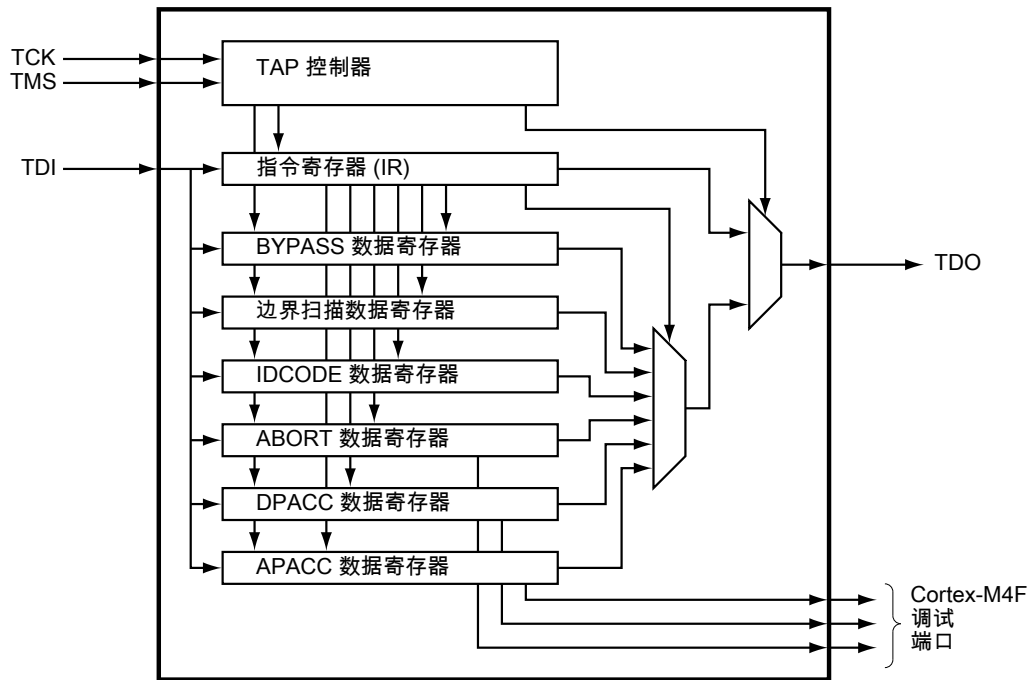 TCK
TMS
TAP 控制器
TDI
指令寄存器 (IR)
BYPASS 数据寄存器
TDO
边界扫描数据寄存器
IDCODE 数据寄存器
ABORT 数据寄存器
DPACC 数据寄存器
APACC 数据寄存器
Cortex-M4F
调试
端口